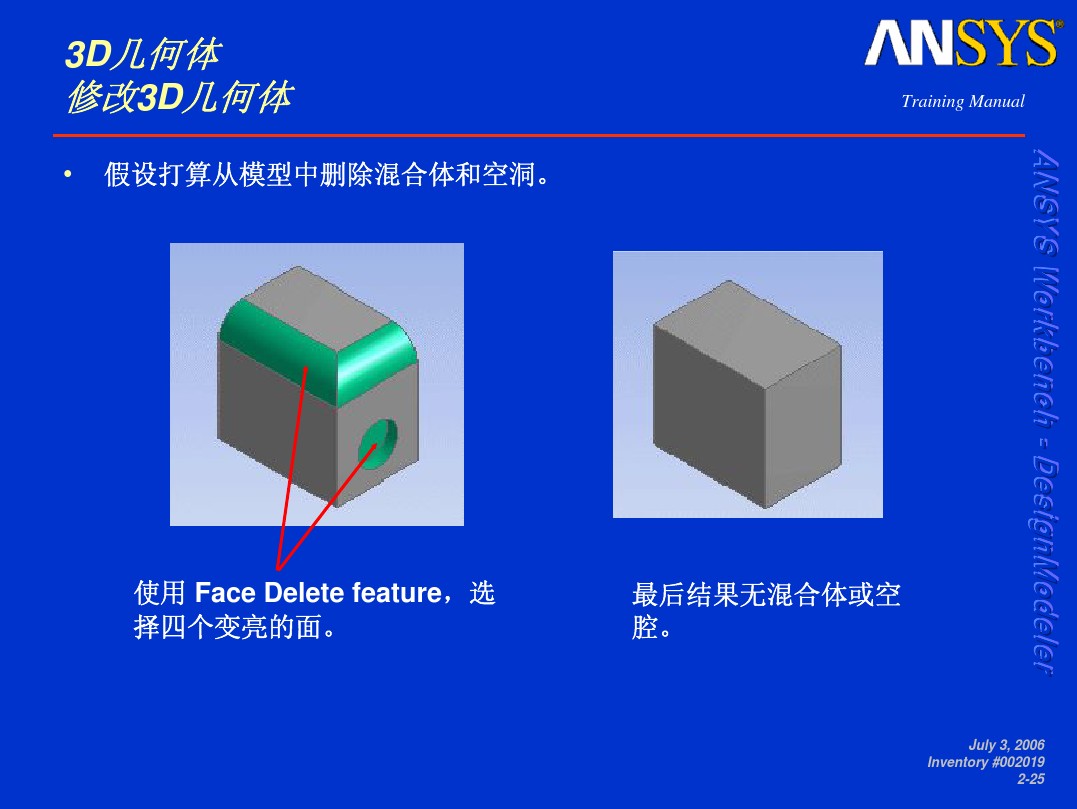 3D几何体
修改3D几何体
ANSYS®
Training Manual
• 假设打算从模型中删除混合体和空洞。
使用 Face Delete feature，选
择四个变亮的面。
最后结果无混合体或空
腔。
ANSYS Workbench - DesignModeler
July 3, 2006
Inventory #002019
2-25